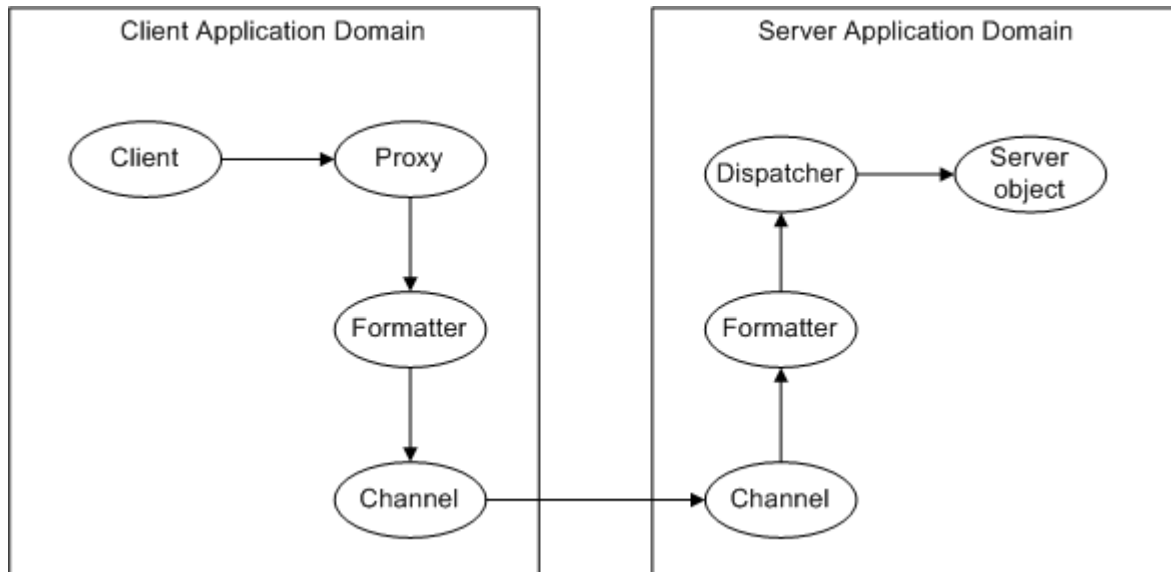 Client Application Domain
Server Application Domain
Client
Proxy
Dispatcher
Server
object
Formatter
Formatter
Channel
Channel